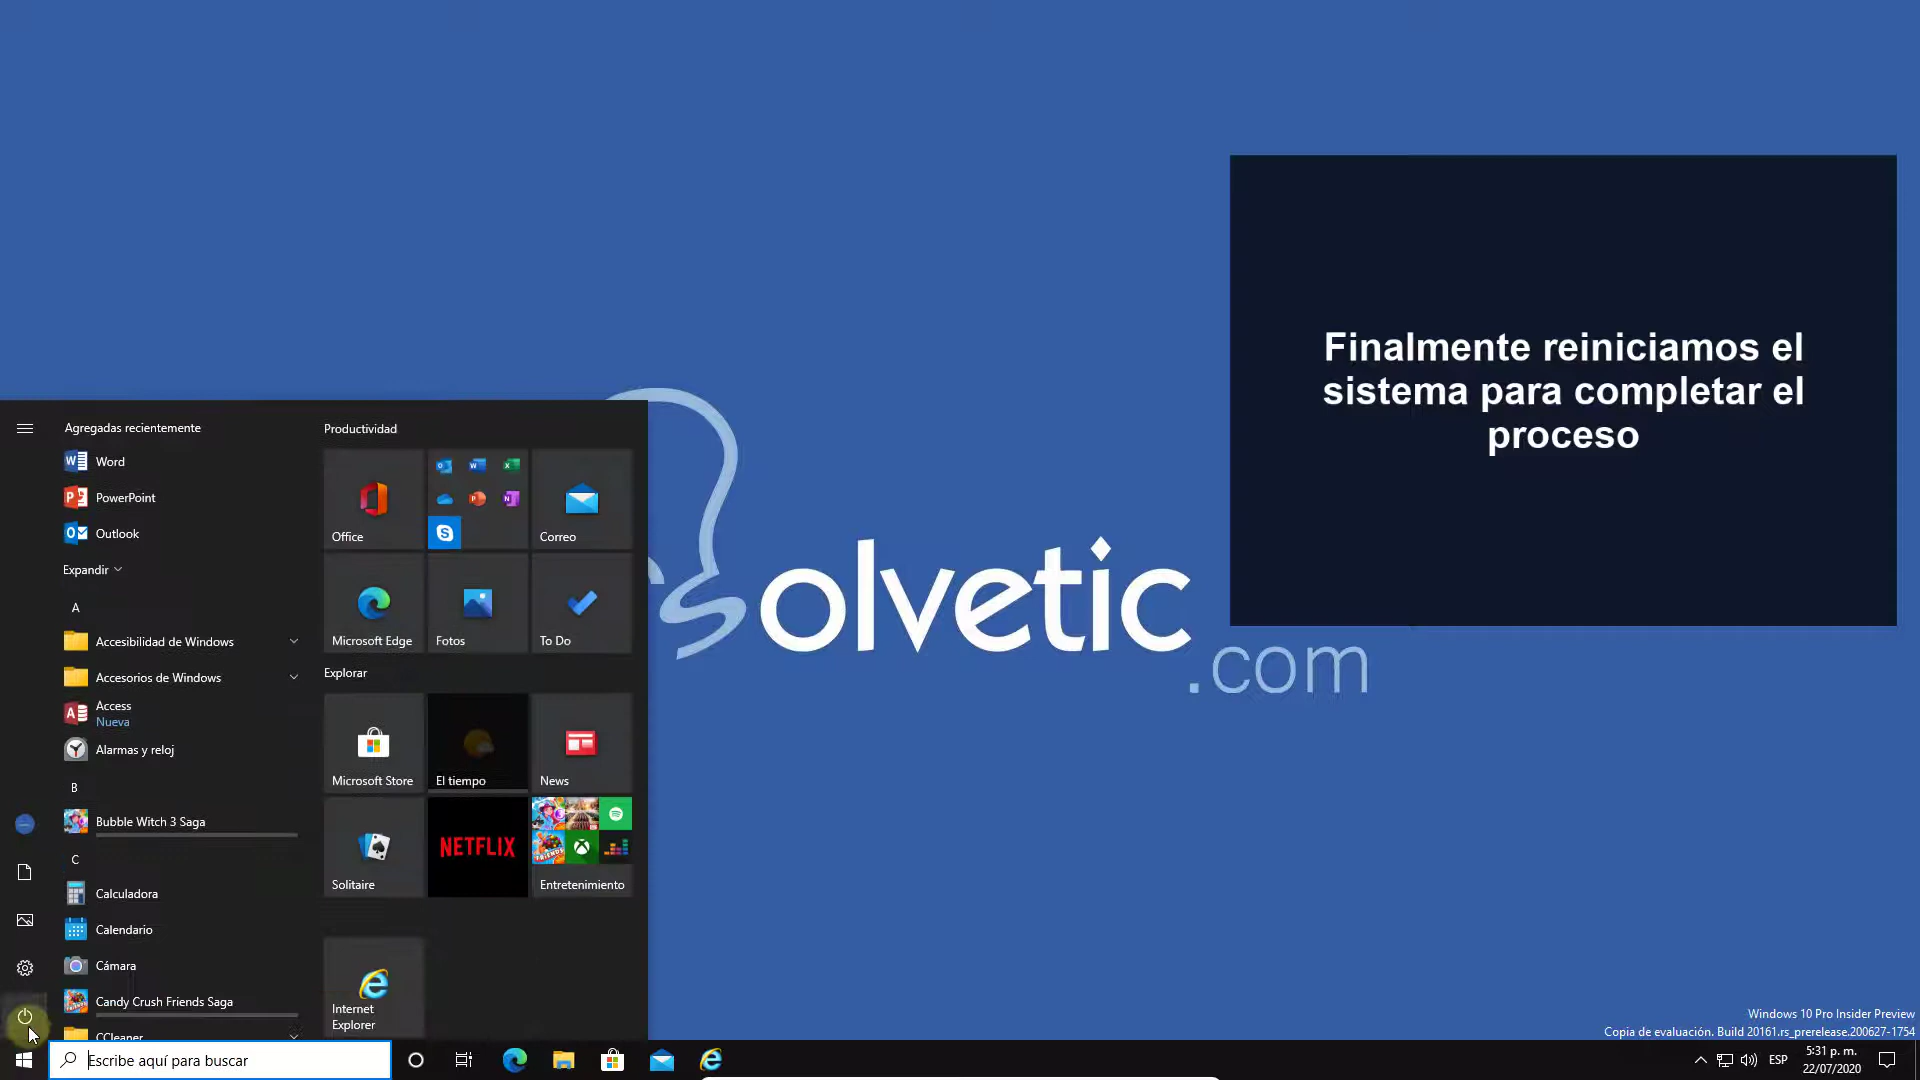 Finalmente reiniciamos el
sistema para completar el
proceso
Agregadas recientemente
Word
PowerPoint
Outlook
Expandir
A
Accesibilidad de Windows
Accesorios de Windows
Access
Nueva
Alarmas y reloj
B
Bubble Witch 3 Saga
C
Calculadora
Calendario
Cámara
Candy Crush Friends Saga
CCleaner
Productividad
Office
Correo
Microsoft Edge
Fotos
To Do
Explorar
Microsoft Store
El tiempo
News
Solitaire
NETFLIX
Entretenimiento
Internet
Explorer
solvetic
.com
Windows 10 Pro Insider Preview
Copia de evaluación. Build 20161.rs_prerelease.200627-1754
Escribe aquí para buscar
ESP
5:31 p. m.
22/07/2020